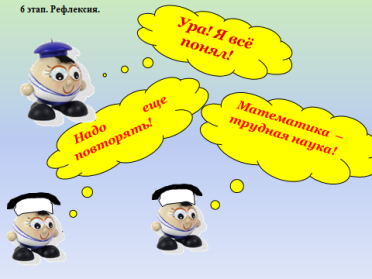 6 этап. Рефлексия.
Ура! Я всё
понял!
Надо еще
повторять!
Математика –
трудная наука!